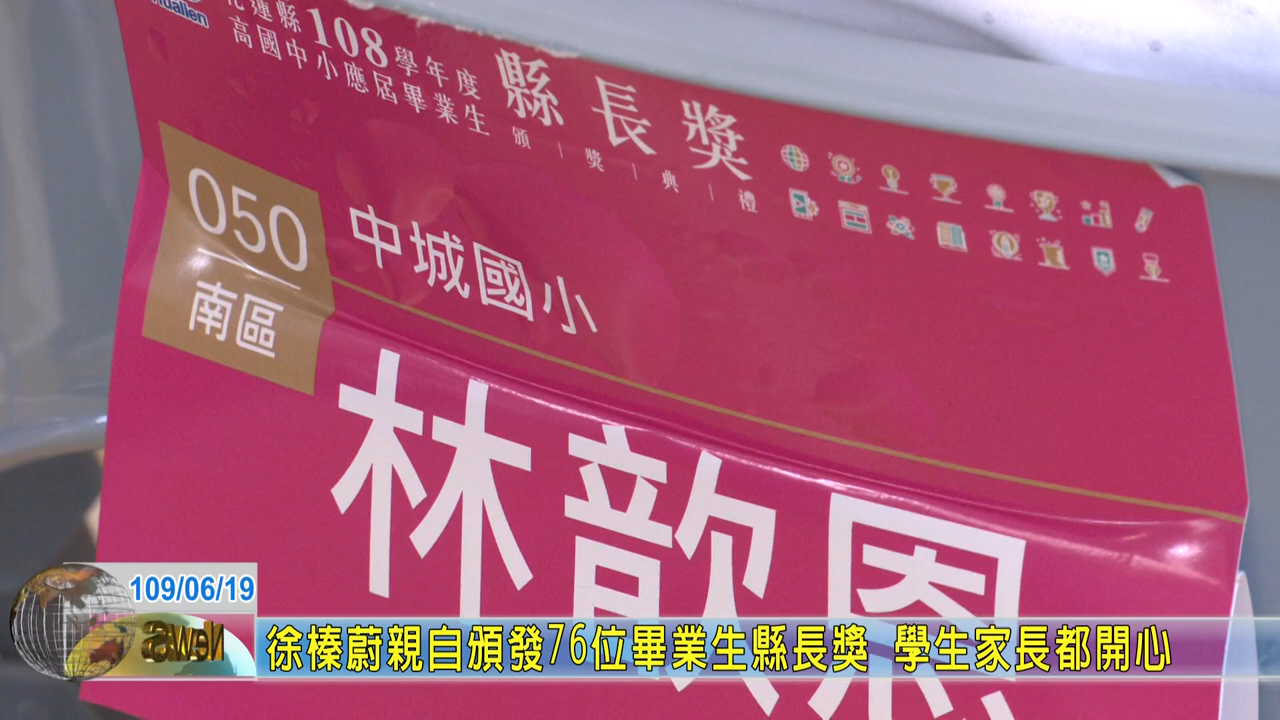 Hualien
花蓮縣108學年度
高國中小應屆畢業生
縣長獎
頒｜獎｜典｜禮
050
南區
中城國小
林歆恩
109/06/19
News
徐榛蔚親自頒發76位畢業生縣長獎 學生家長都開心